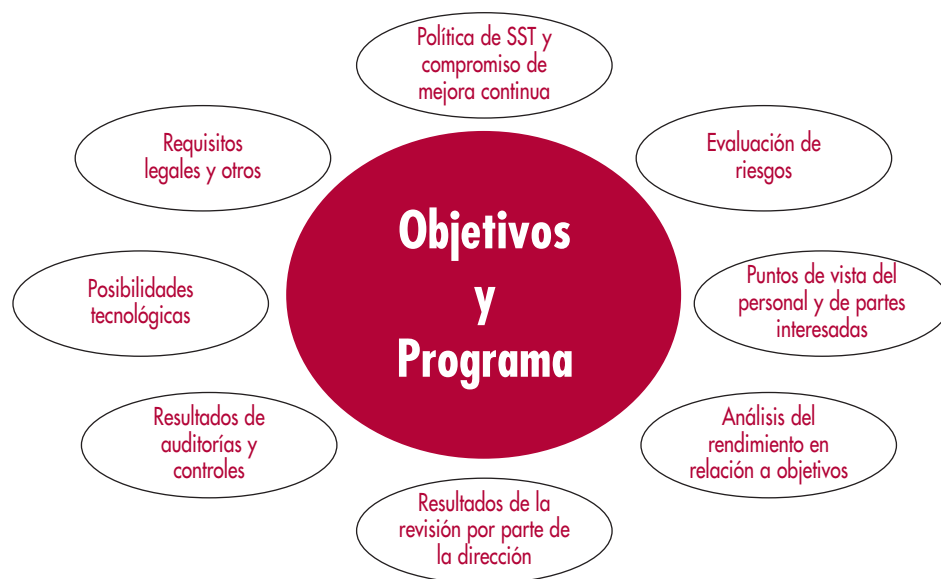 Política de SST y
compromiso de
mejora continua
Requisitos
legales y otros
Evaluación de
riesgos
Objetivos
y
Programa
Posibilidades
tecnológicas
Puntos de vista del
personal y de partes
interesadas
Resultados de
auditorías y
controles
Análisis del
rendimiento en
relación a objetivos
Resultados de la
revisión por parte de
la dirección